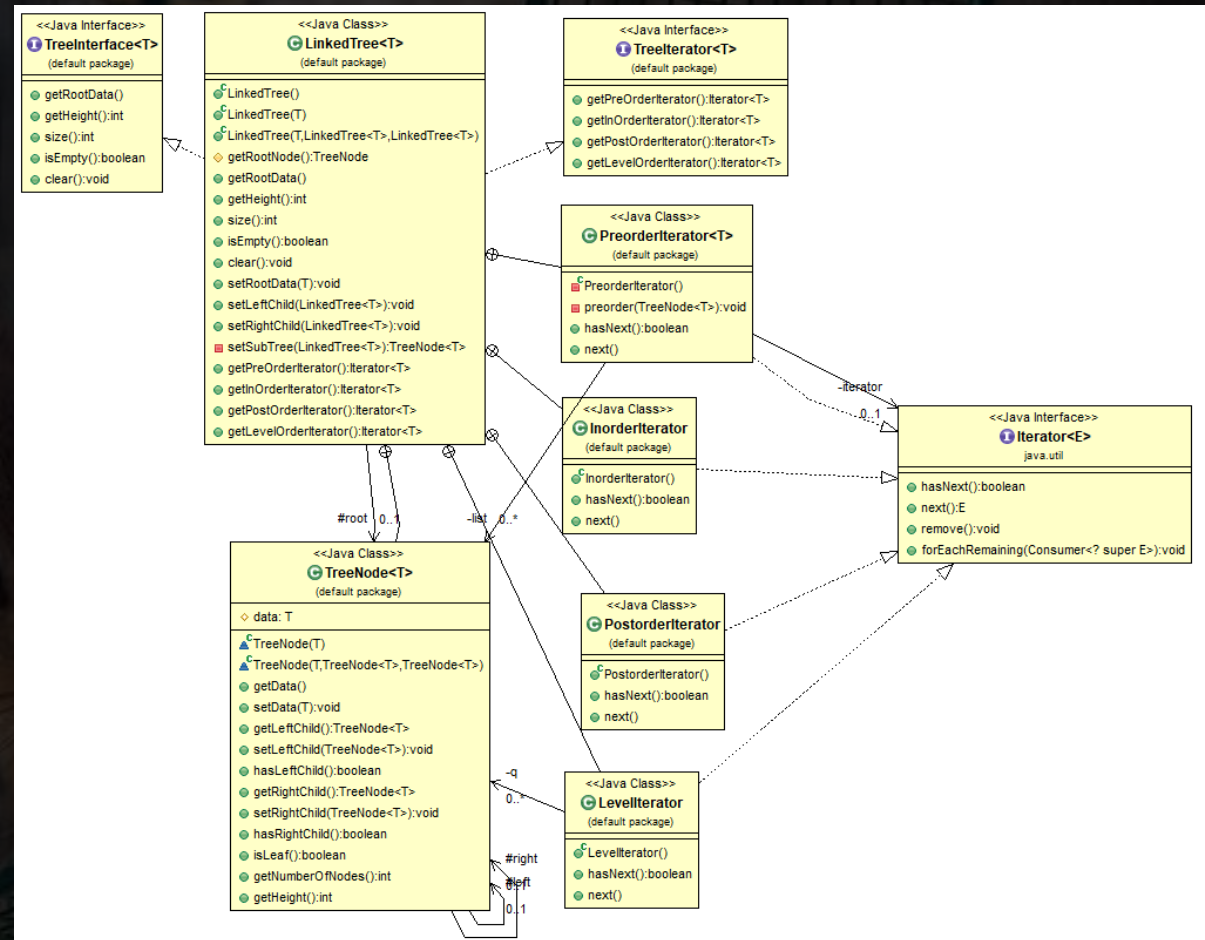 <<Java Interface>>
TreeInterface<T>
(default package)
getRootData()
getHeight():int
size():int
isEmpty():boolean
clear():void
<<Java Class>>
LinkedTree<T>
(default package)
LinkedTree()
LinkedTree(T)
LinkedTree(T,LinkedTree<T>,LinkedTree<T>)
getRootNode():TreeNode
getRootData()
getHeight():int
size():int
isEmpty():boolean
clear():void
setRootData(T):void
setLeftChild(LinkedTree<T>):void
setRightChild(LinkedTree<T>):void
setSubTree(LinkedTree<T>):TreeNode<T>
getPreOrderIterator():Iterator<T>
getInOrderIterator():Iterator<T>
getPostOrderIterator():Iterator<T>
getLevelOrderIterator():Iterator<T>
<<Java Interface>>
TreeIterator<T>
(default package)
getPreOrderIterator():Iterator<T>
getInOrderIterator():Iterator<T>
getPostOrderIterator():Iterator<T>
getLevelOrderIterator():Iterator<T>
<<Java Class>>
PreorderIterator<T>
(default package)
PreorderIterator()
preorder(TreeNode<T>):void
hasNext():boolean
next()
-iterator
0..1
<<Java Class>>
InorderIterator
(default package)
InorderIterator()
hasNext():boolean
next()
<<Java Interface>>
Iterator<E>
java.util
hasNext():boolean
next():E
remove():void
forEachRemaining(Consumer<? super E>):void
#root 0..1
-list 0..*
<<Java Class>>
TreeNode<T>
(default package)
data: T
TreeNode(T)
TreeNode(T,TreeNode<T>,TreeNode<T>)
getData()
setData(T):void
getLeftChild():TreeNode<T>
setLeftChild(TreeNode<T>):void
hasLeftChild():boolean
getRightChild():TreeNode<T>
setRightChild(TreeNode<T>):void
hasRightChild():boolean
isLeaf():boolean
getNumberOfNodes():int
getHeight():int
<<Java Class>>
PostorderIterator
(default package)
PostorderIterator()
hasNext():boolean
next()
-q
0..*
<<Java Class>>
LevelIterator
(default package)
LevelIterator()
hasNext():boolean
next()
#right
#left
0..1